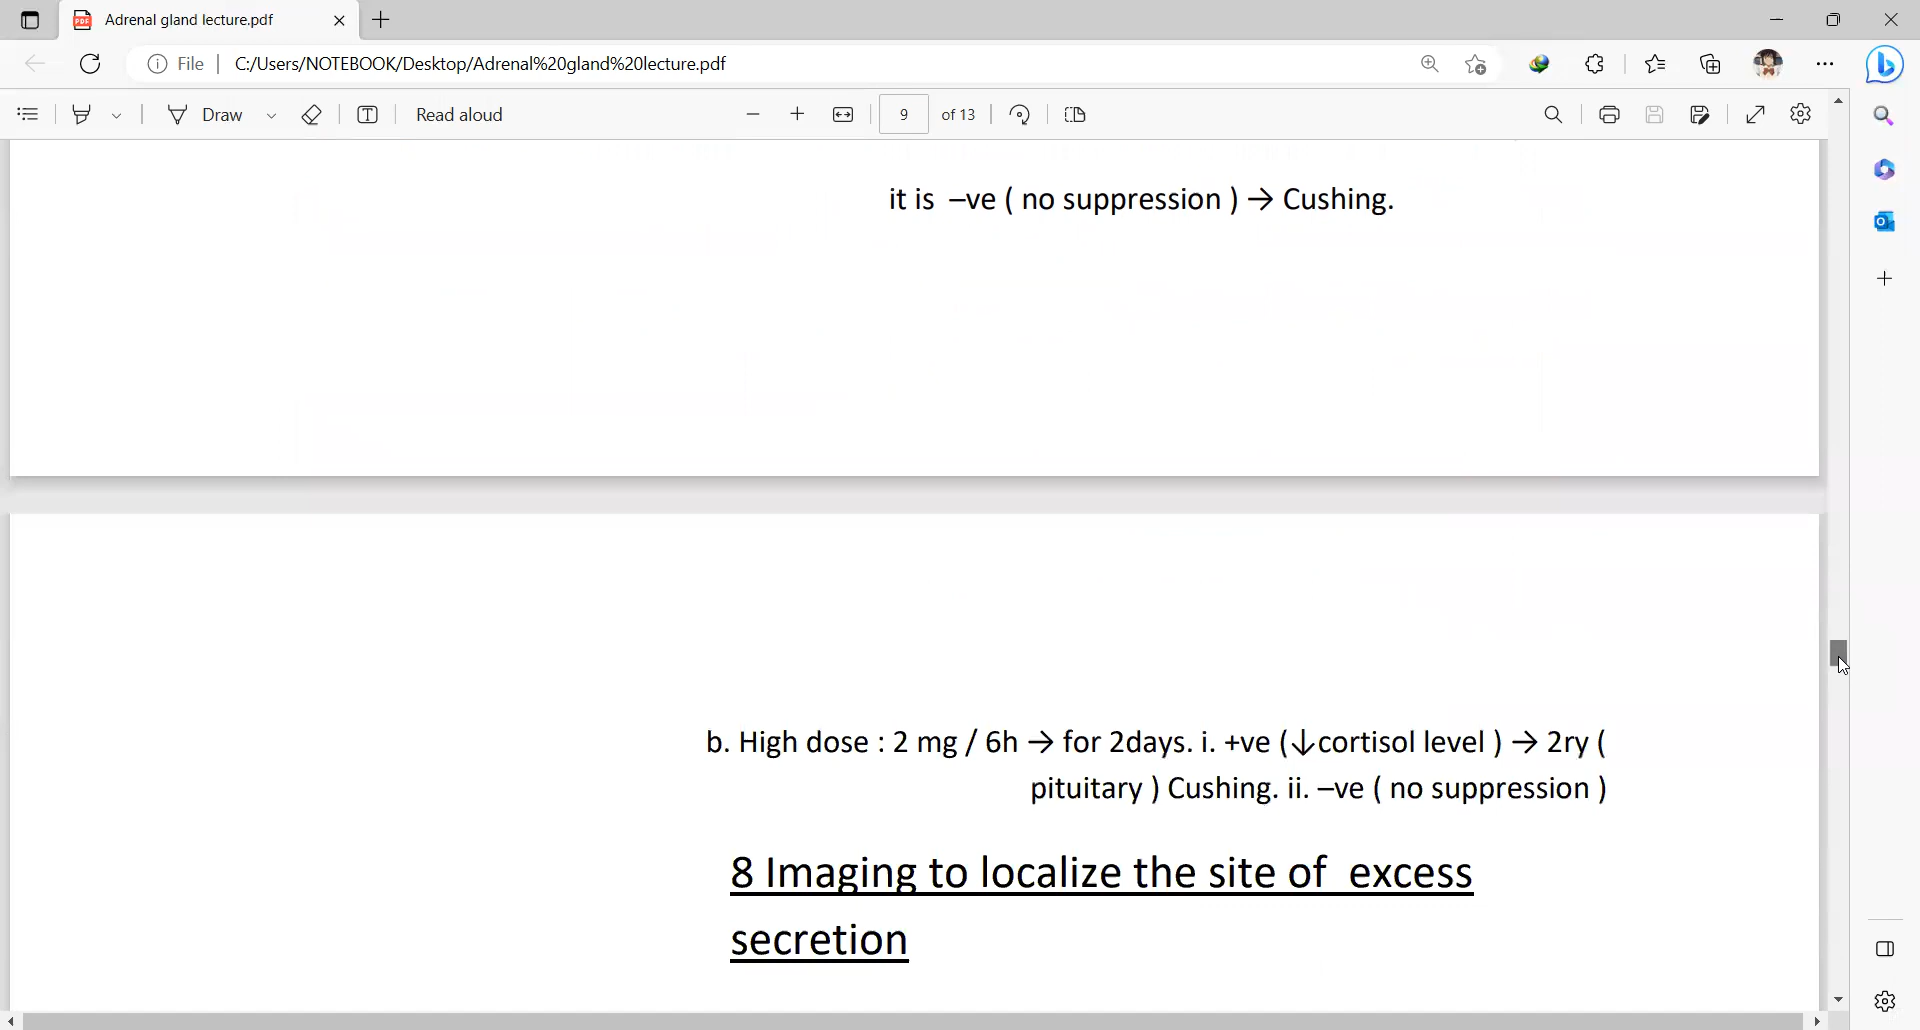 Adrenal gland lecture.pdf
File | C:/Users/NOTEBOOK/Desktop/Adrenal%20gland%20lecture.pdf
Draw Read aloud 9 of 13
it is –ve ( no suppression ) → Cushing.
b. High dose : 2 mg / 6h → for 2days. i. +ve (↓cortisol level ) → 2ry (
pituitary ) Cushing. ii. –ve ( no suppression )
8 Imaging to localize the site of excess
secretion